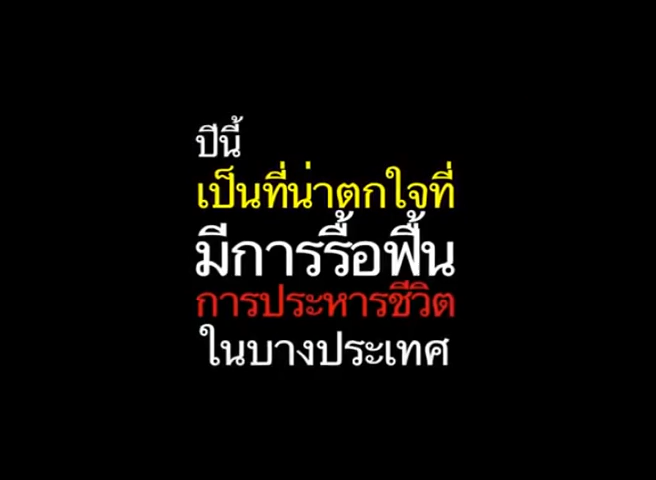 ปีนี้
เป็นที่น่าตกใจที่
มีการรื้อฟื้น
การประหารชีวิต
ในบางประเทศ